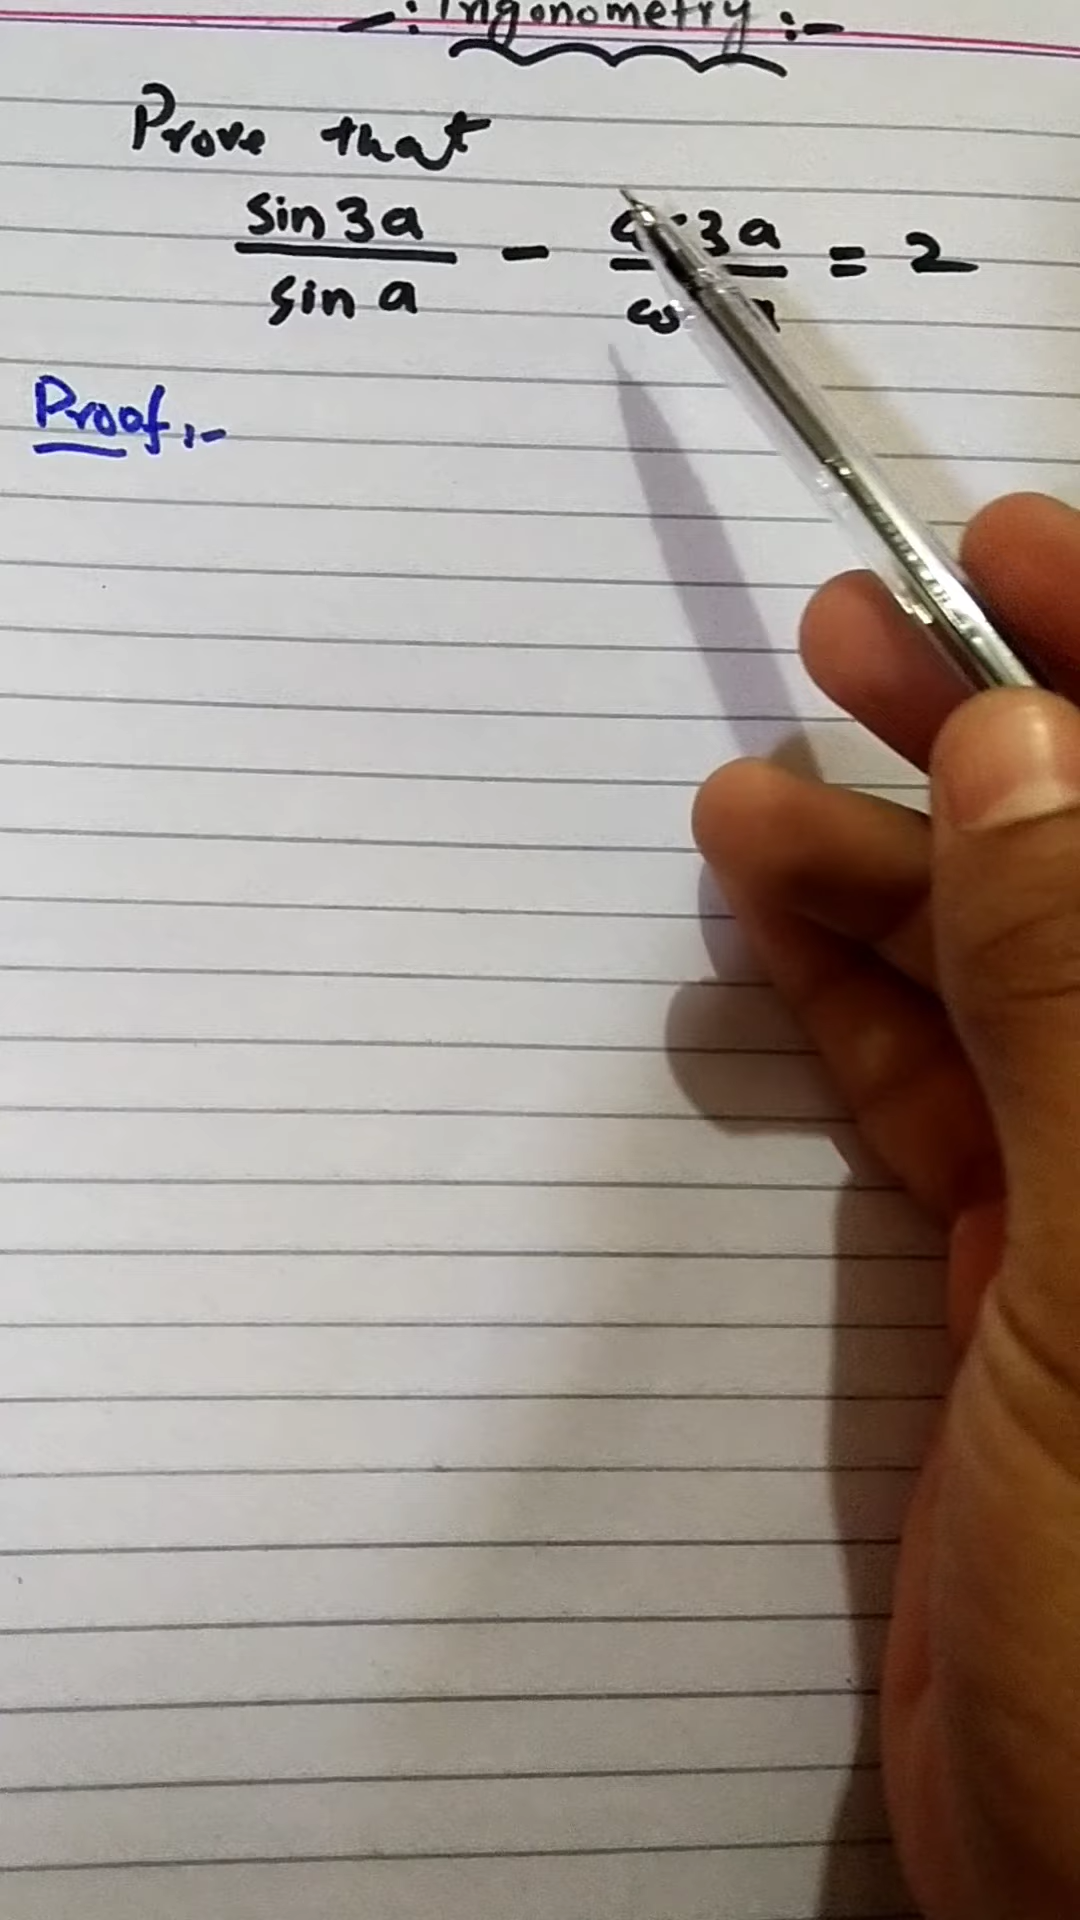 -: Trigonometry :-
Prove that
sin 3a / sin a - 3a / = 2
Proof :-